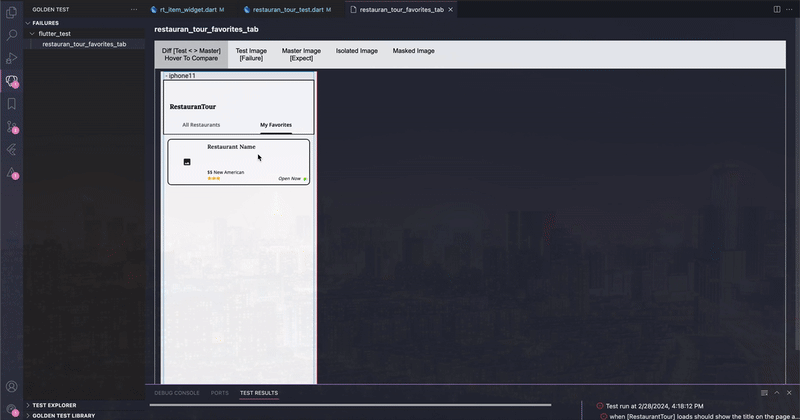 GOLDEN TEST
rt_item_widget.dart M
restauran_tour_test.dart M
restauran_tour_favorites_tab
FAILURES
flutter_test
restauran_tour_favorites_tab
restauran_tour_favorites_tab
Diff [Test < > Master]
Hover To Compare
Test Image
[Failure]
Master Image
[Expect]
Isolated Image
Masked Image
iphone11
RestauranTour
All Restaurants
My Favorites
Restaurant Name
$$ New American
Open Now
DEBUG CONSOLE
PORTS
TEST RESULTS
TEST EXPLORER
GOLDEN TEST LIBRARY
Test run at 2/28/2024, 4:18:12 PM
when [RestauranTour] loads should show the title on the page a...